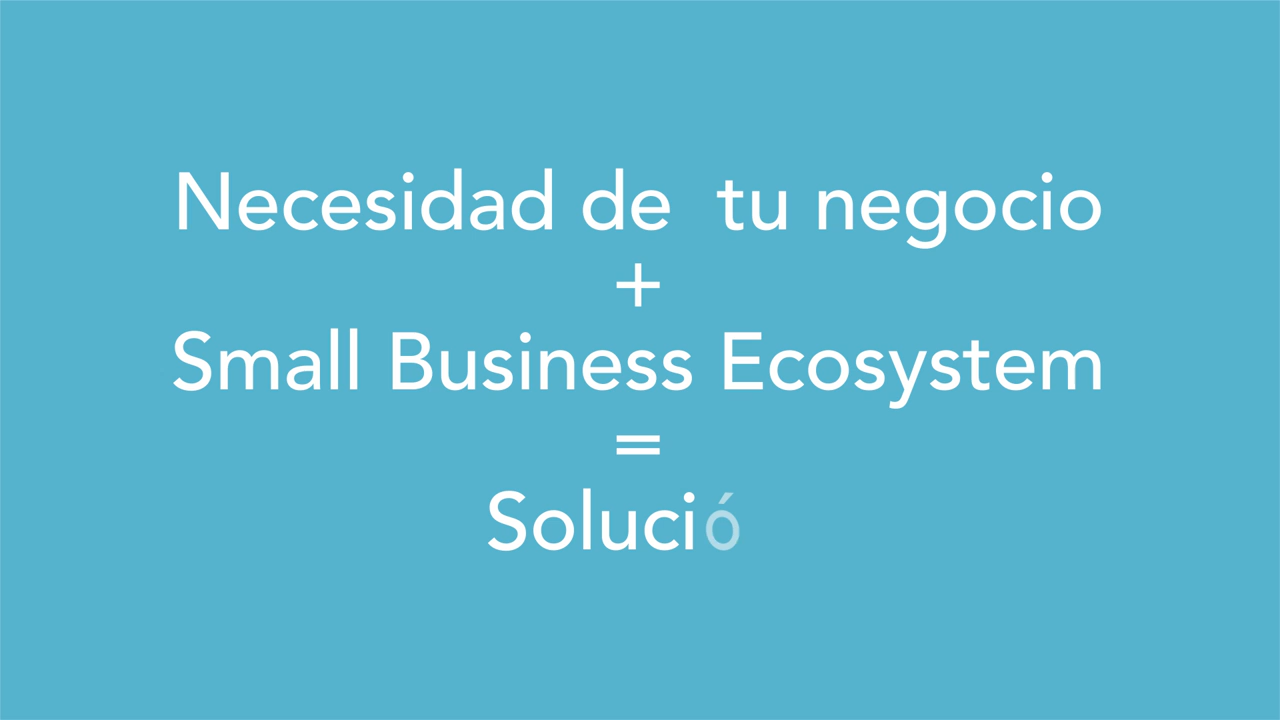 Necesidad de tu negocio
+
Small Business Ecosystem
=
Solució